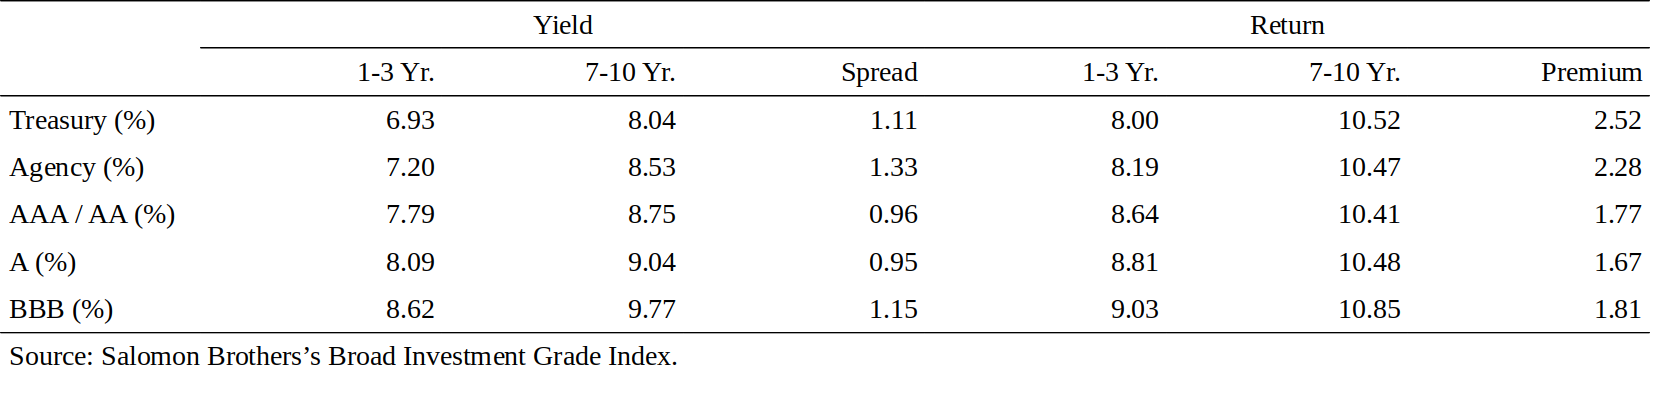 Yield Return
1-3 Yr. 7-10 Yr. Spread 1-3 Yr. 7-10 Yr. Premium
Treasury (%) 6.93 8.04 1.11 8.00 10.52 2.52
Agency (%) 7.20 8.53 1.33 8.19 10.47 2.28
AAA / AA (%) 7.79 8.75 0.96 8.64 10.41 1.77
A (%) 8.09 9.04 0.95 8.81 10.48 1.67
BBB (%) 8.62 9.77 1.15 9.03 10.85 1.81
Source: Salomon Brothers’s Broad Investment Grade Index.